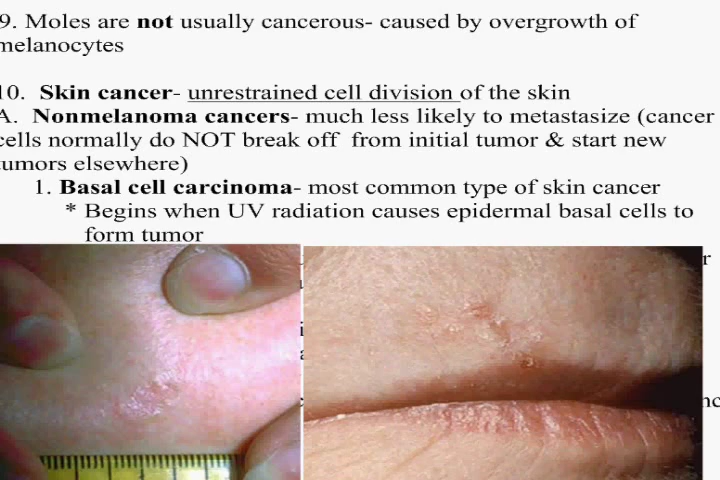 9. Moles are not usually cancerous- caused by overgrowth of
melanocytes
10. Skin cancer- unrestrained cell division of the skin
A. Nonmelanoma cancers- much less likely to metastasize (cancer
cells normally do NOT break off from initial tumor & start new
tumors elsewhere)
1. Basal cell carcinoma- most common type of skin cancer
* Begins when UV radiation causes epidermal basal cells to
form tumor